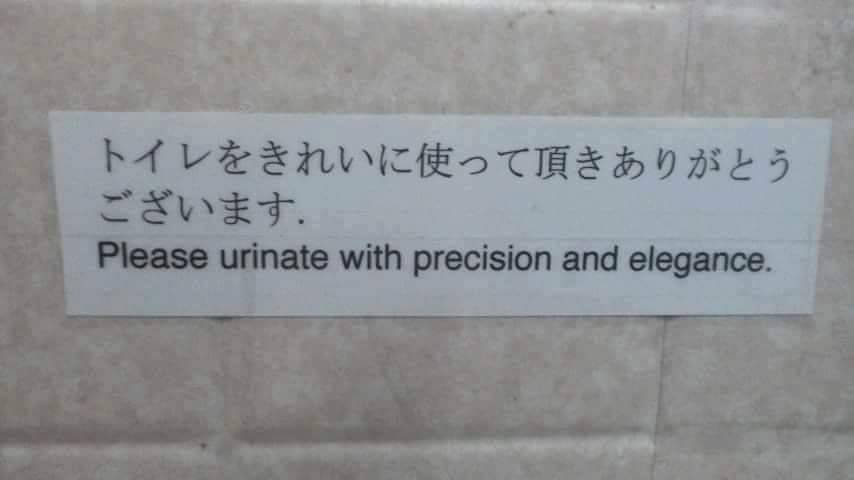 トイレをきれいに使って頂きありがとう
ございます.
Please urinate with precision and elegance.